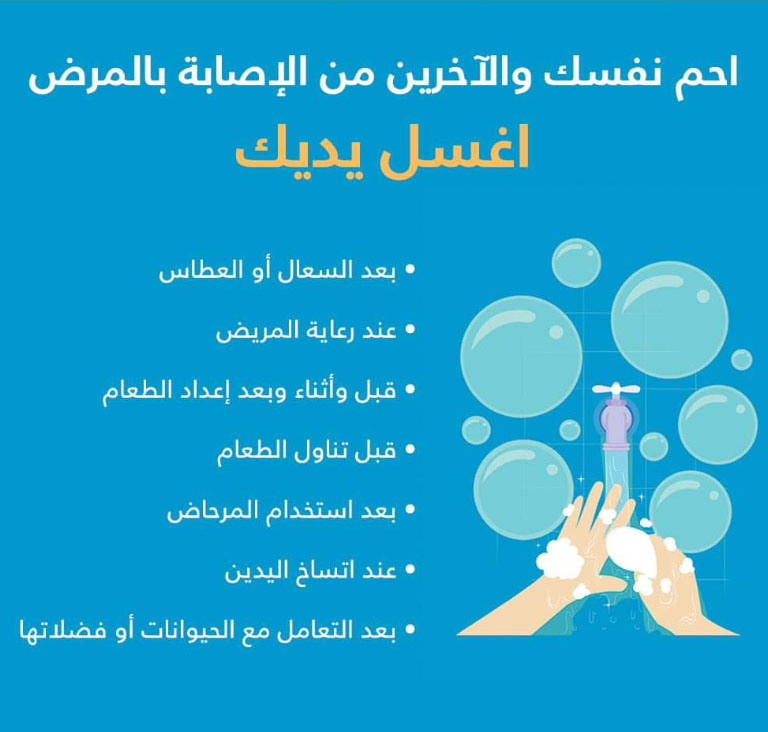 احم نفسك والآخرين من الإصابة بالمرض
اغسل يديك
• بعد السعال أو العطاس
• عند رعاية المريض
• قبل وأثناء وبعد إعداد الطعام
• قبل تناول الطعام
• بعد استخدام المرحاض
• عند اتساخ اليدين
• بعد التعامل مع الحيوانات أو فضلاتها